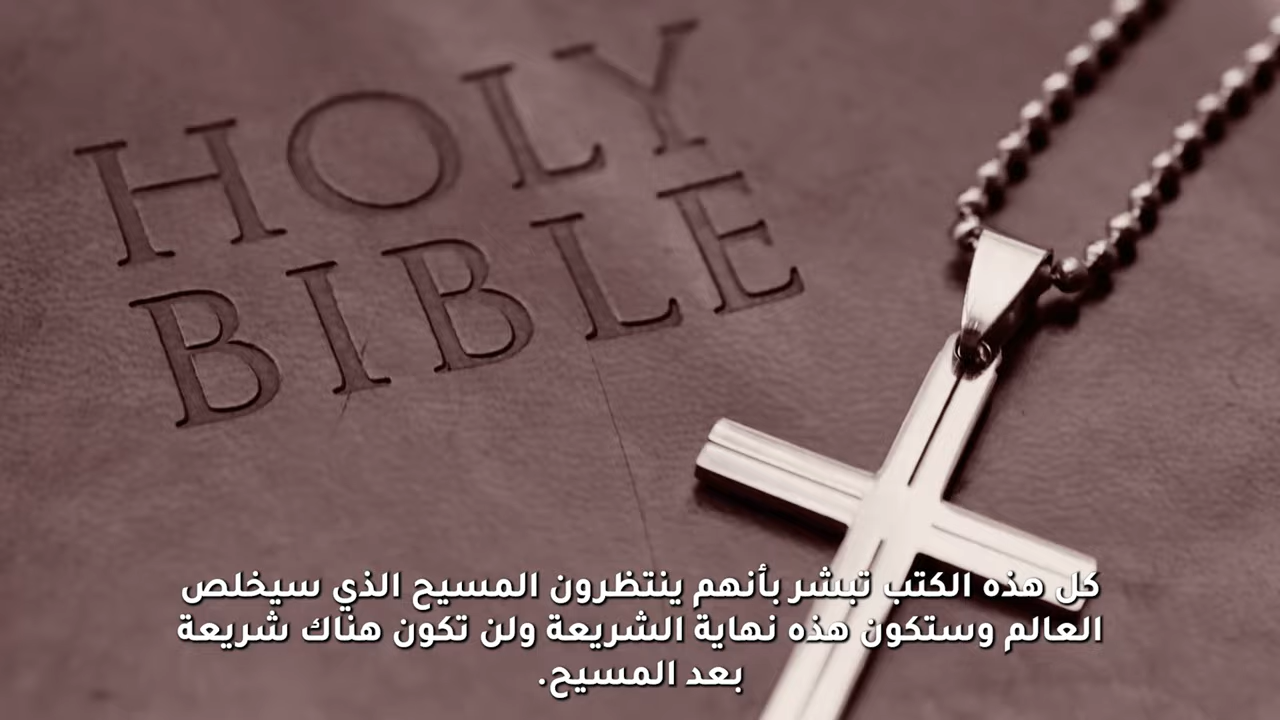 HOLY
BIBLE
كل هذه الكتب تبشر بأنهم ينتظرون المسيح الذي سيخلص
العالم وستكون هذه نهاية الشريعة ولن تكون هناك شريعة
بعد المسيح.